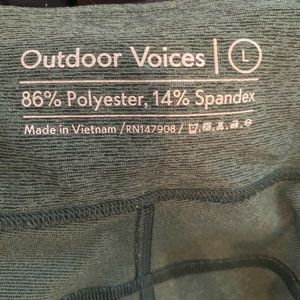 Outdoor Voices | L
86% Polyester, 14% Spandex
Made in Vietnam / RN147908 /